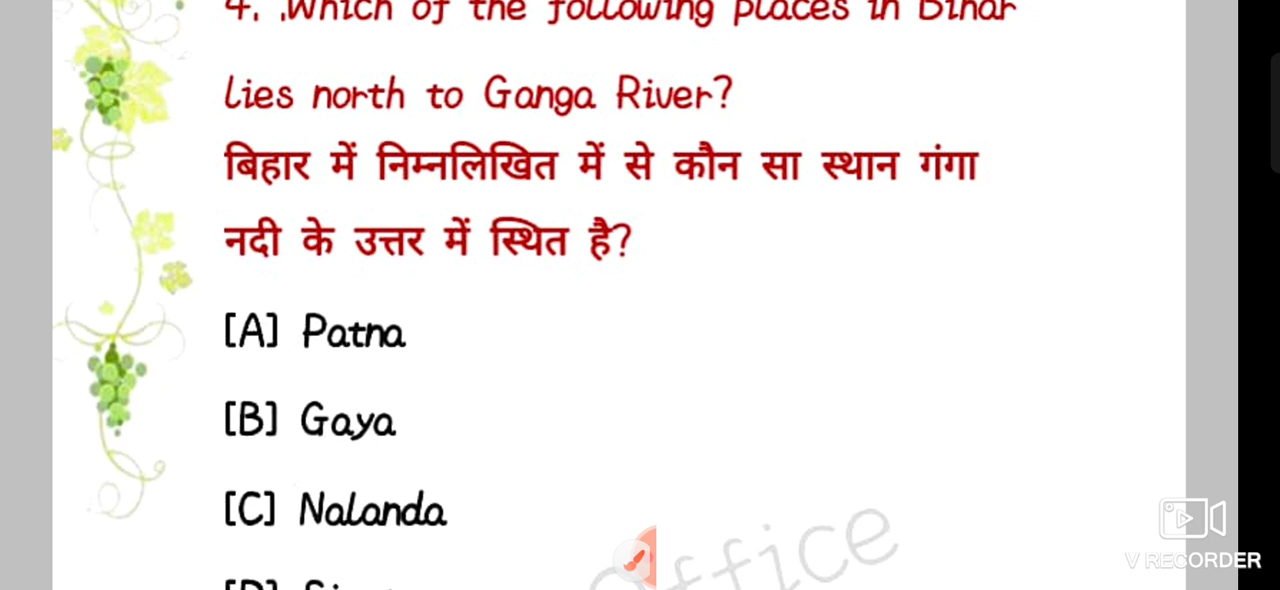 4. .Which of the following places in Bihar
lies north to Ganga River?
बिहार में निम्नलिखित में से कौन सा स्थान गंगा
नदी के उत्तर में स्थित है?
[A] Patna
[B] Gaya
[C] Nalanda
[D]
Office
V RECORDER